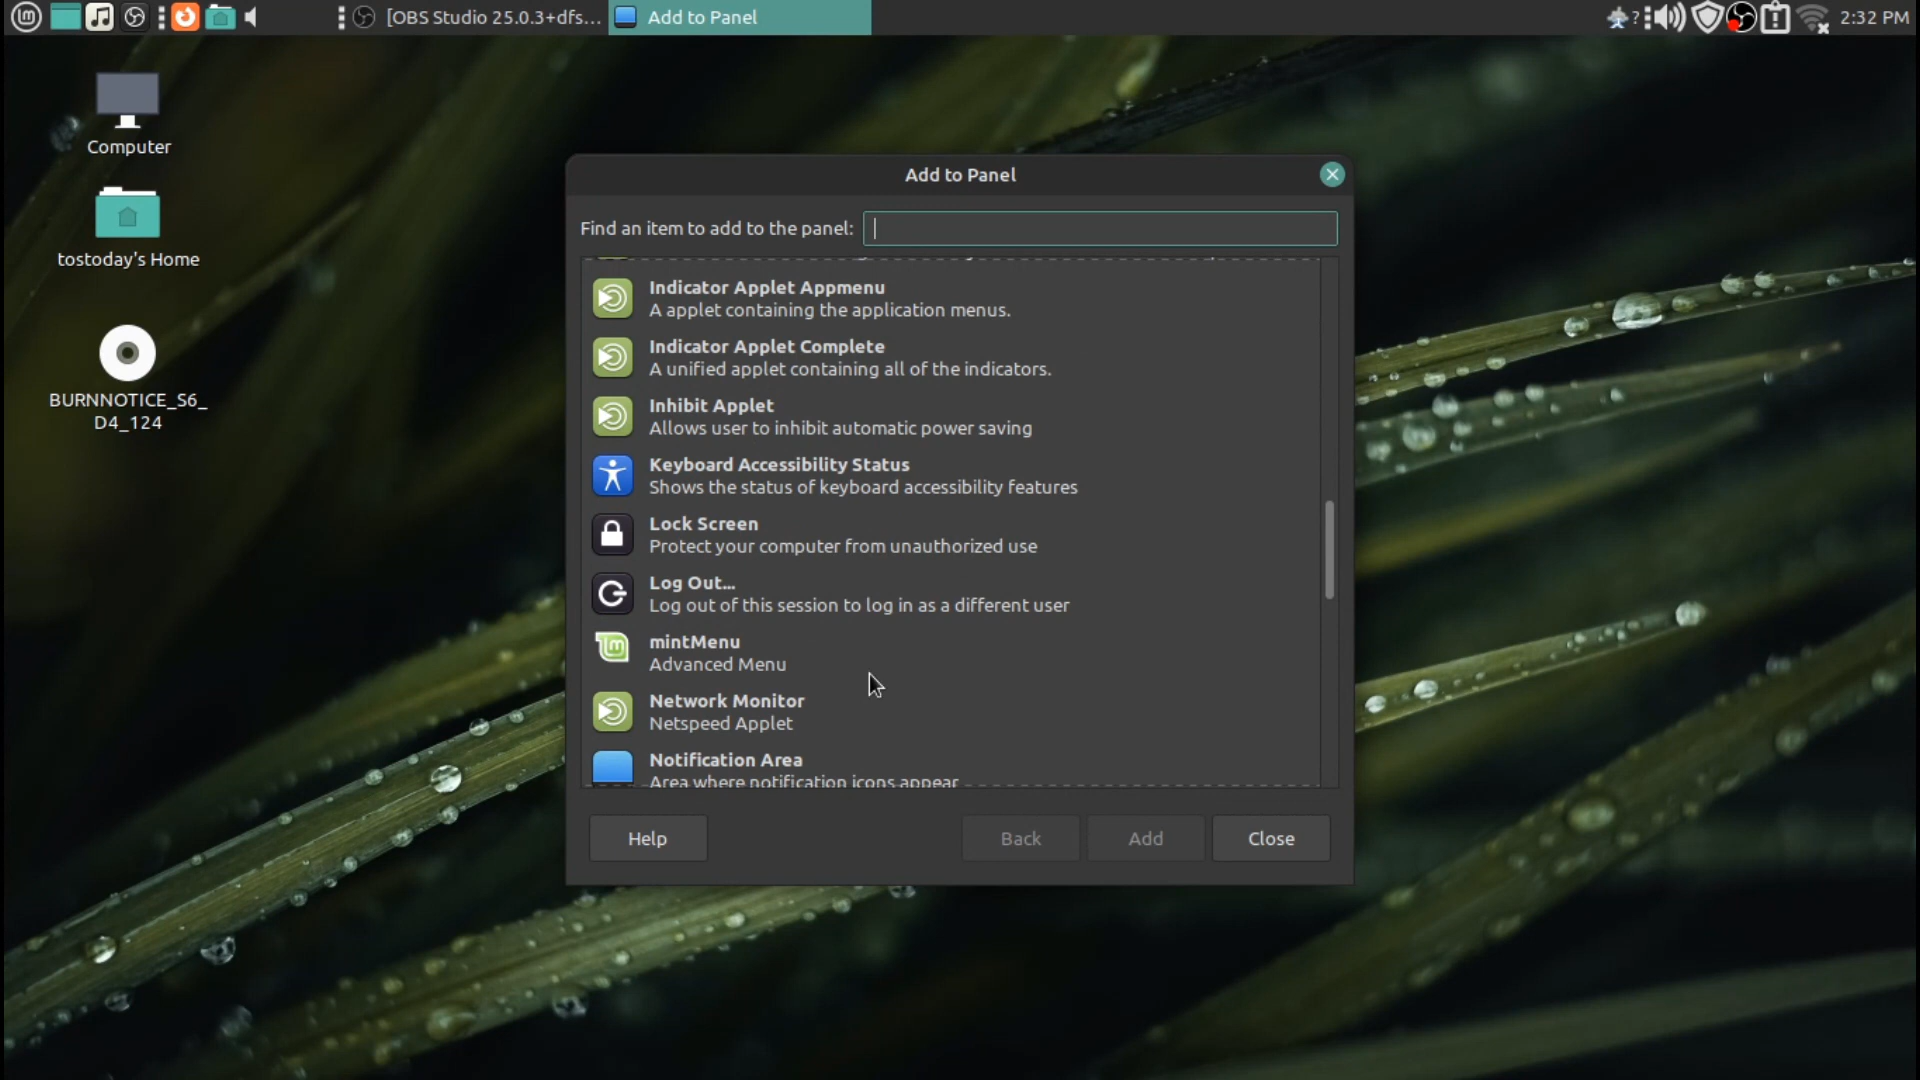 [OBS Studio 25.0.3+dfs...
Add to Panel
?
2:32 PM
Computer
tostoday's Home
BURNNOTICE_S6_
D4_124
Add to Panel
Find an item to add to the panel:
Indicator Applet Appmenu
A applet containing the application menus.
Indicator Applet Complete
A unified applet containing all of the indicators.
Inhibit Applet
Allows user to inhibit automatic power saving
Keyboard Accessibility Status
Shows the status of keyboard accessibility features
Lock Screen
Protect your computer from unauthorized use
Log Out...
Log out of this session to log in as a different user
mintMenu
Advanced Menu
Network Monitor
Netspeed Applet
Notification Area
Area where notification icons appear
Help
Back
Add
Close